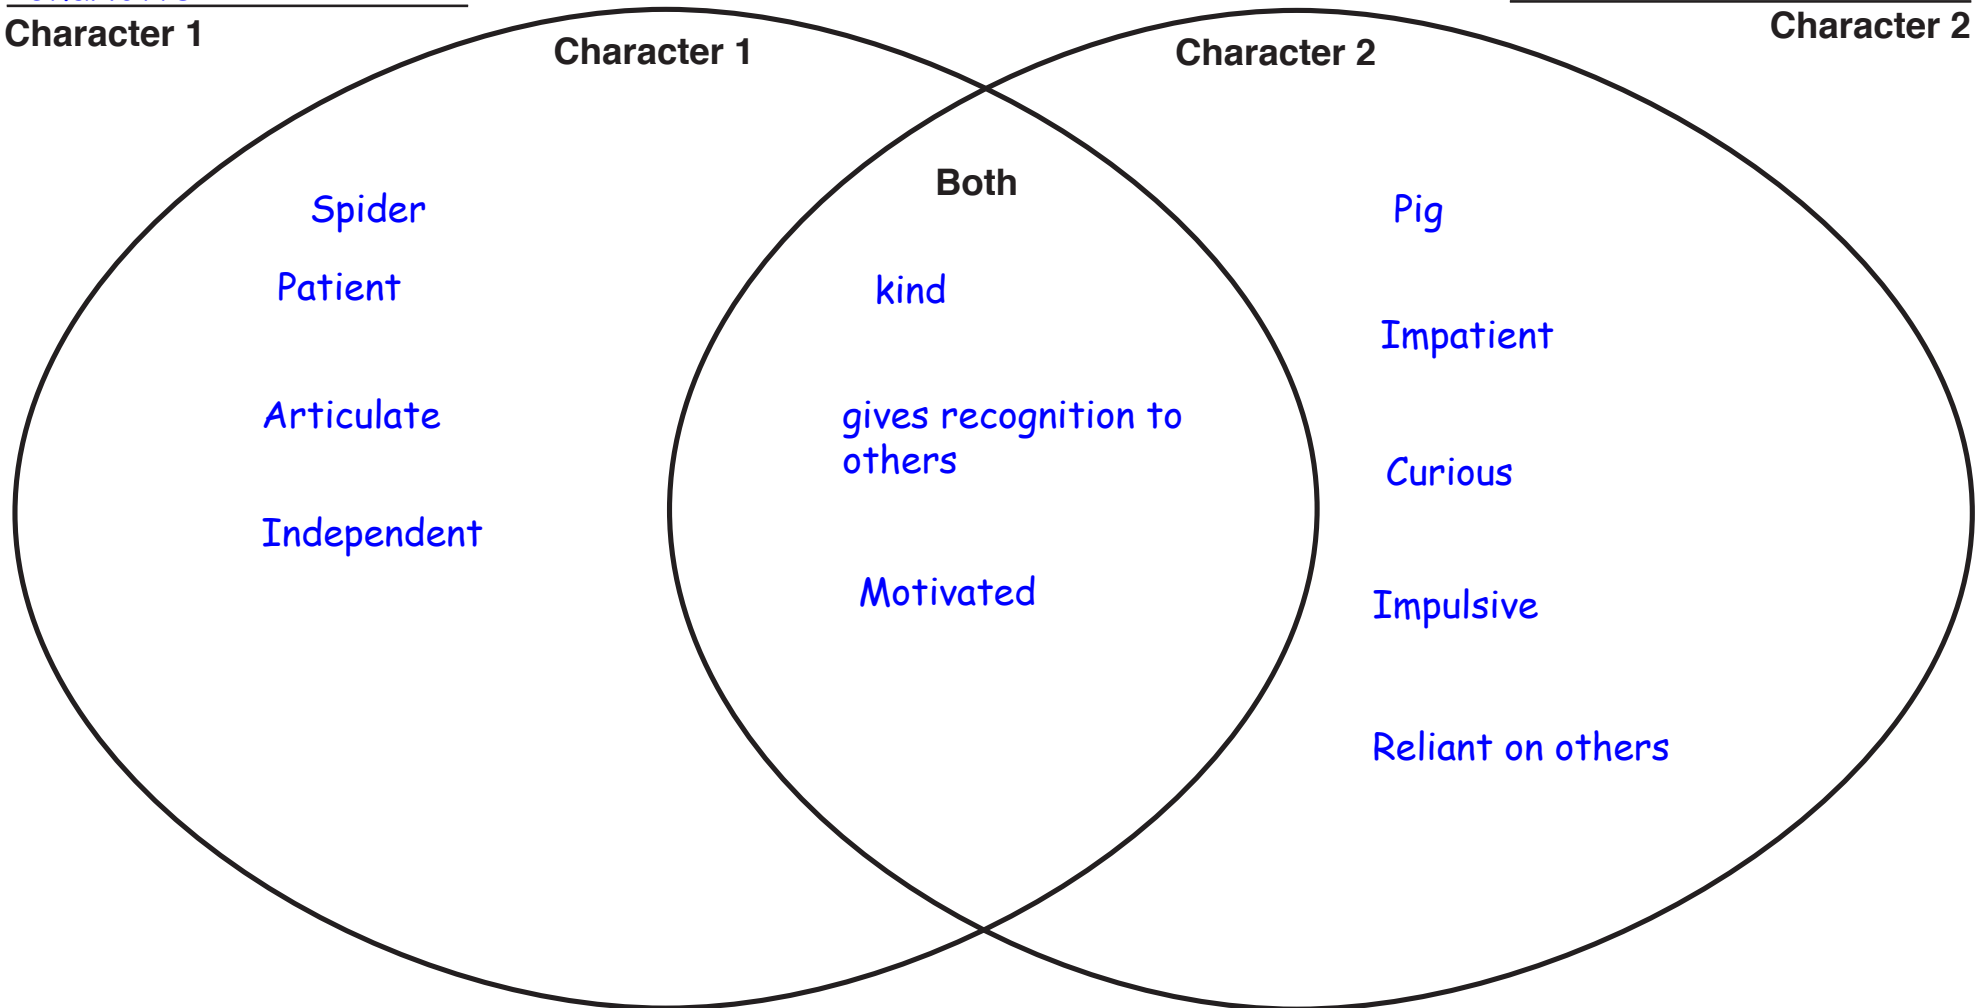 Character 1
Character 2
Character 1
Character 2
Both
Spider
Pig
Patient
kind
Impatient
Articulate
gives recognition to
others
Curious
Independent
Motivated
Impulsive
Reliant on others